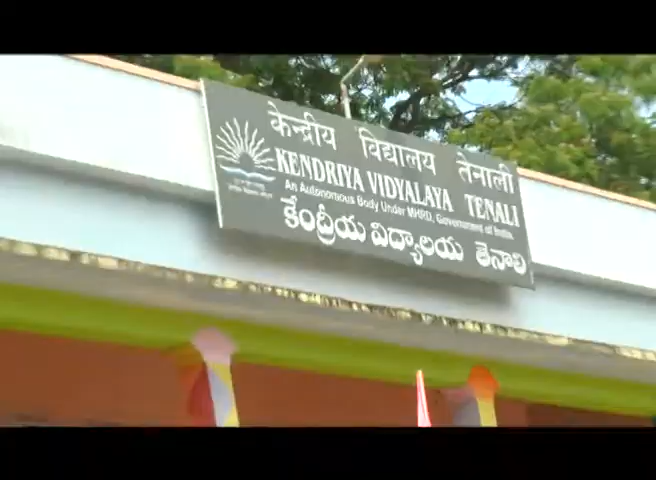 केन्द्रीय विद्यालय तेनाली
KENDRIYA VIDYALAYA TENALI
An Autonomous Body Under MHRD, Government of India
కేంద్రీయ విద్యాలయ తెనాలి